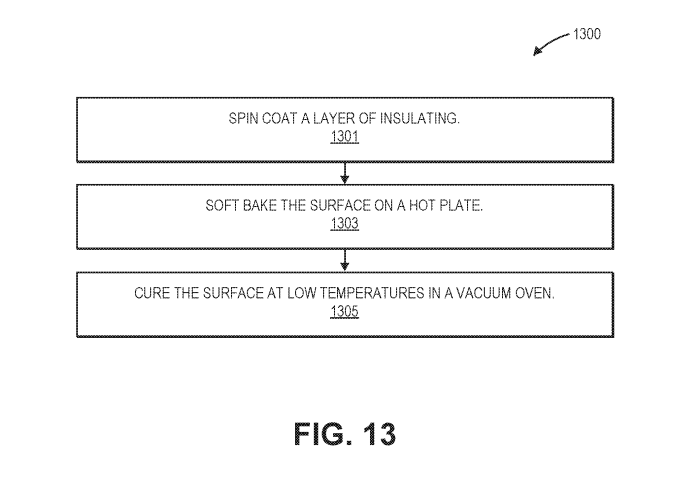 1300
SPIN COAT A LAYER OF INSULATING.
1301
SOFT BAKE THE SURFACE ON A HOT PLATE.
1303
CURE THE SURFACE AT LOW TEMPERATURES IN A VACUUM OVEN.
1305
FIG. 13